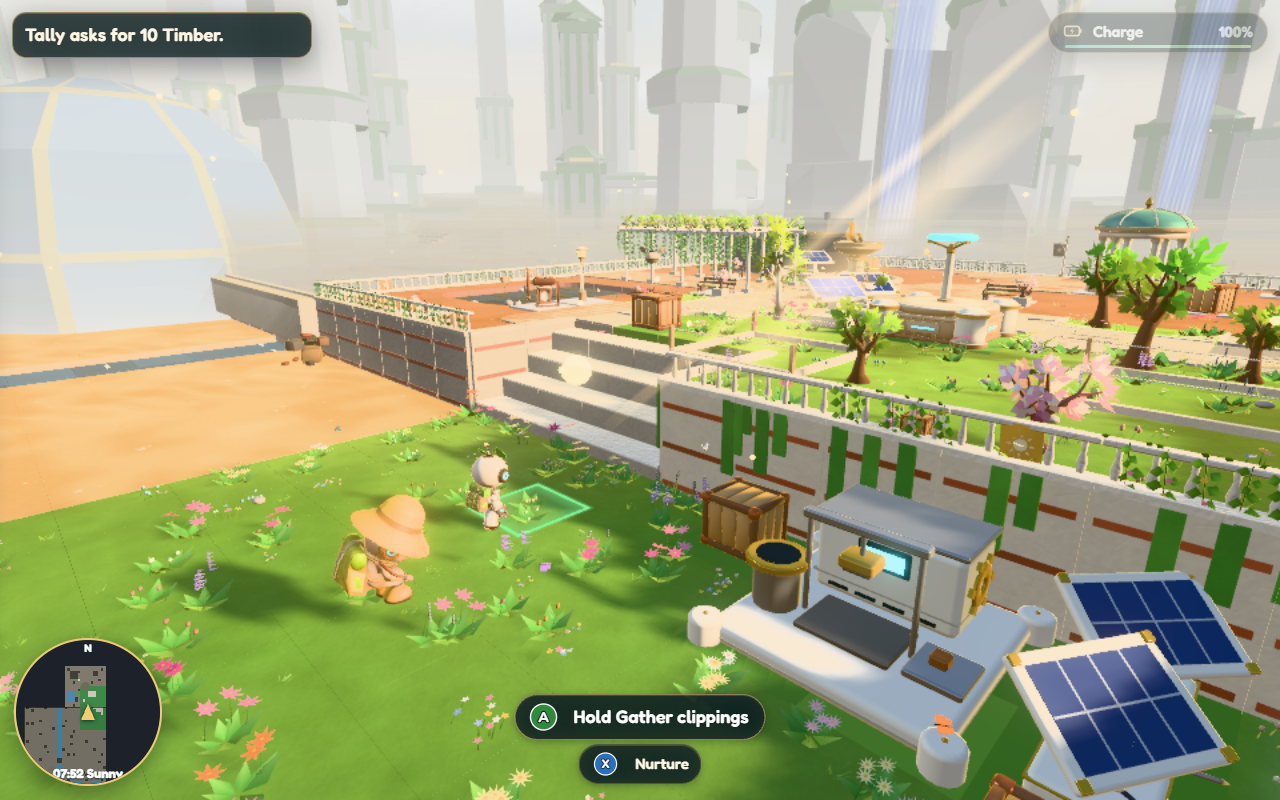 Tally asks for 10 Timber.
Charge 100%
N
07:52 Sunny
A Hold Gather clippings
X Nurture